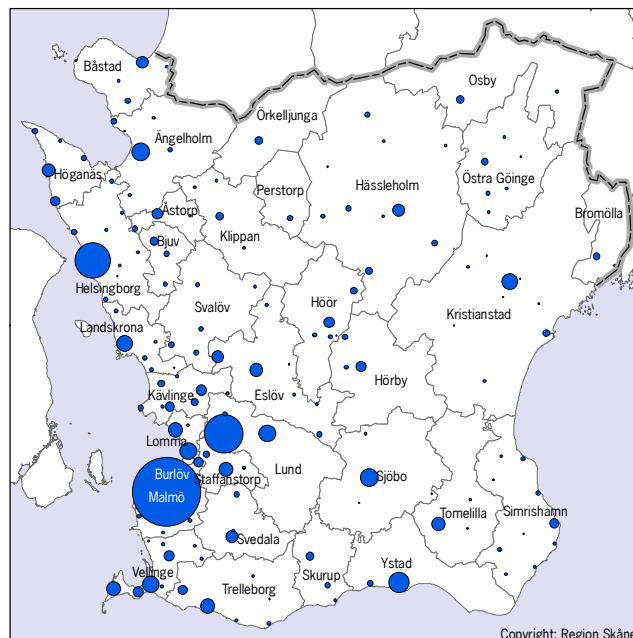 Osby
Båstad
Örkelljunga
Ängelholm
Höganäs
Perstorp
Hässleholm
Östra Göinge
Åstorp
Bromölla
Klippan
Bjuv
Helsingborg
Svalöv
Höör
Kristianstad
Landskrona
Hörby
Kävlinge
Eslöv
Lomma
Lund
Burlöv
Staffanstorp
Sjöbo
Malmö
Simrishamn
Tomelilla
Svedala
Ystad
Vellinge
Skurup
Trelleborg
Copyright: Region Skåne